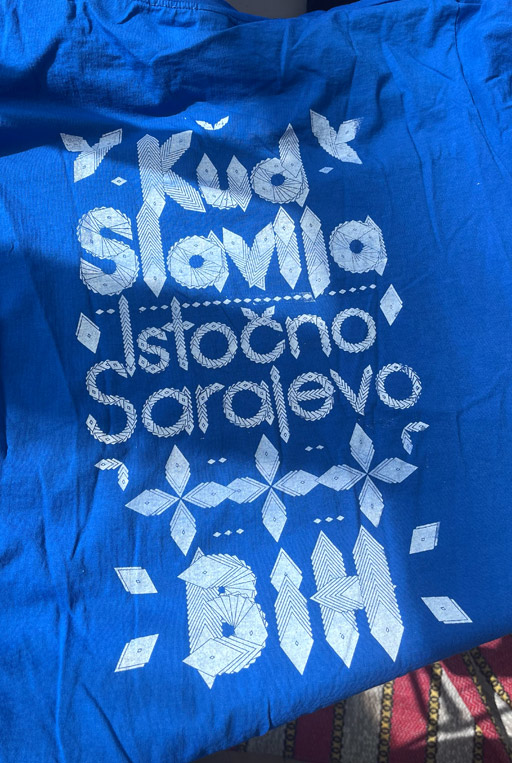 Kud
Slavija
Istočno
Sarajevo
BIH